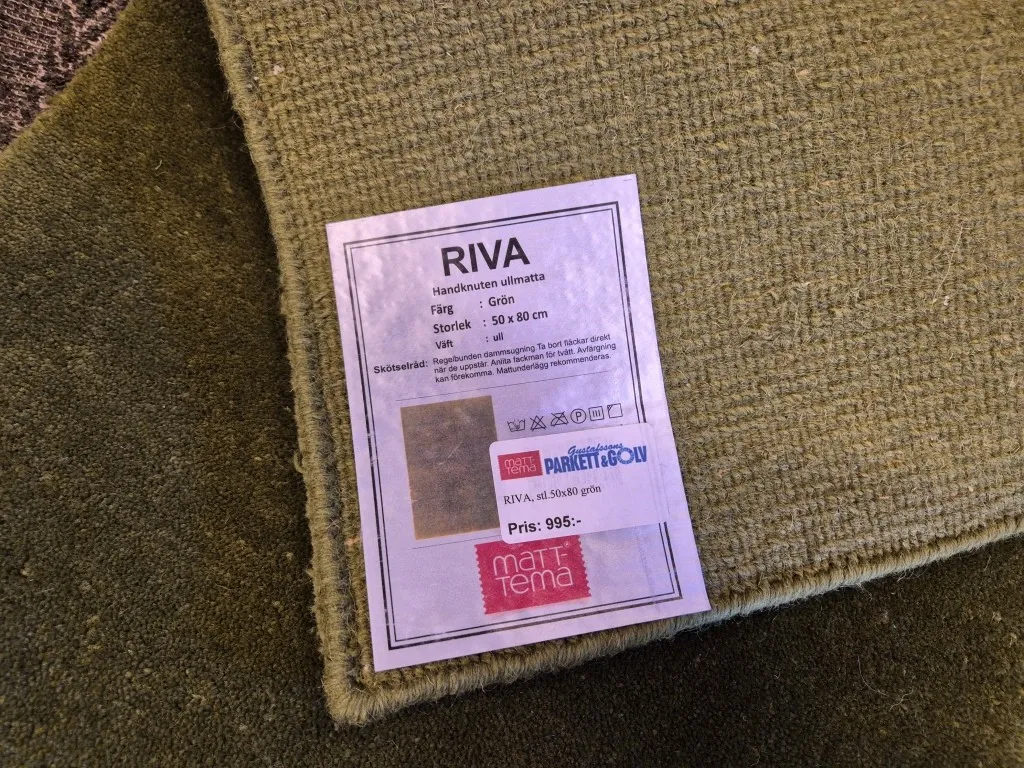 RIVA
Handknuten ullmatta
Färg : Grön
Storlek : 50 x 80 cm
Väft : ull
Skötselråd: Regelbunden dammsugning Ta bort fläckar direkt
när de uppstår. Anlita fackman för tvätt. Avfärgning
kan förekomma. Mattunderlägg rekommenderas.
P
MATT-
TEMA
Gustafssons
PARKETT & GOLV
RIVA, stl.50x80 grön
Pris: 995:-
MATT-
TEMA